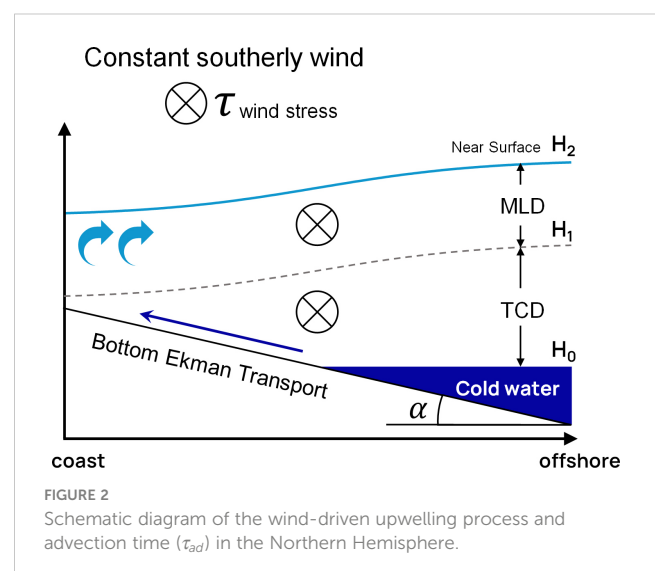 Constant southerly wind
τ wind stress
Near Surface H₂
MLD
H₁
TCD
H₀
Bottom Ekman Transport
Cold water
α
coast
offshore
FIGURE 2
Schematic diagram of the wind-driven upwelling process and
advection time (τ_ad) in the Northern Hemisphere.